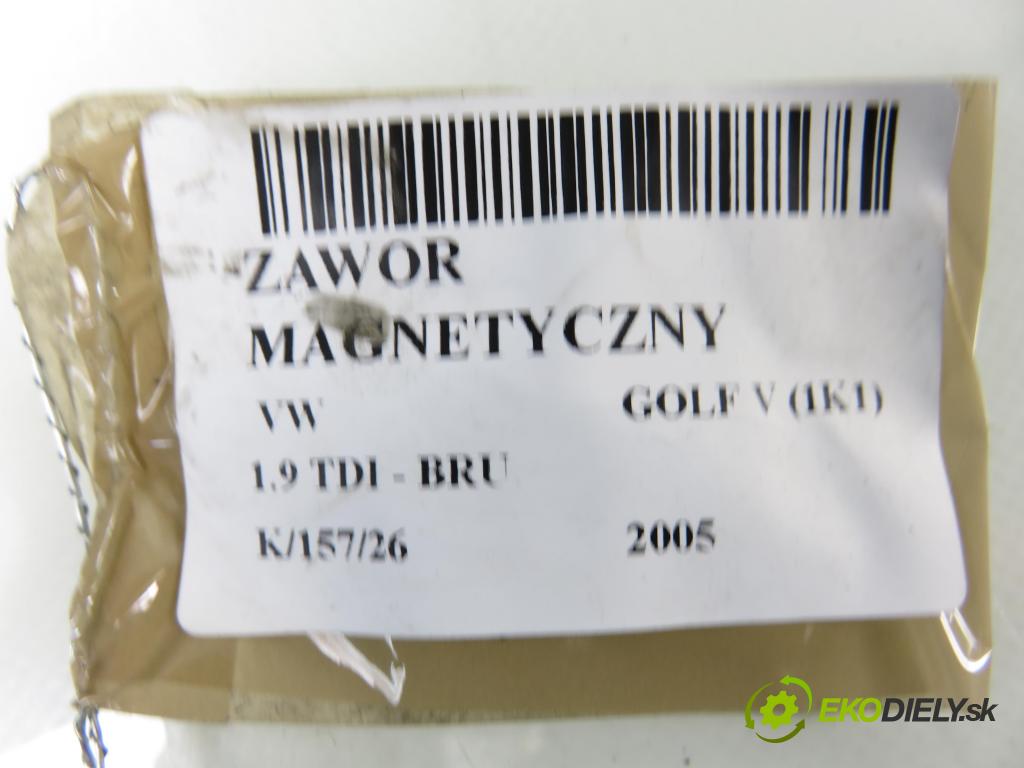 ZAWOR
MAGNETYCZNY
VW GOLF V (1K1)
1.9 TDI - BRU
K/157/26 2005
EKODIELY.sk